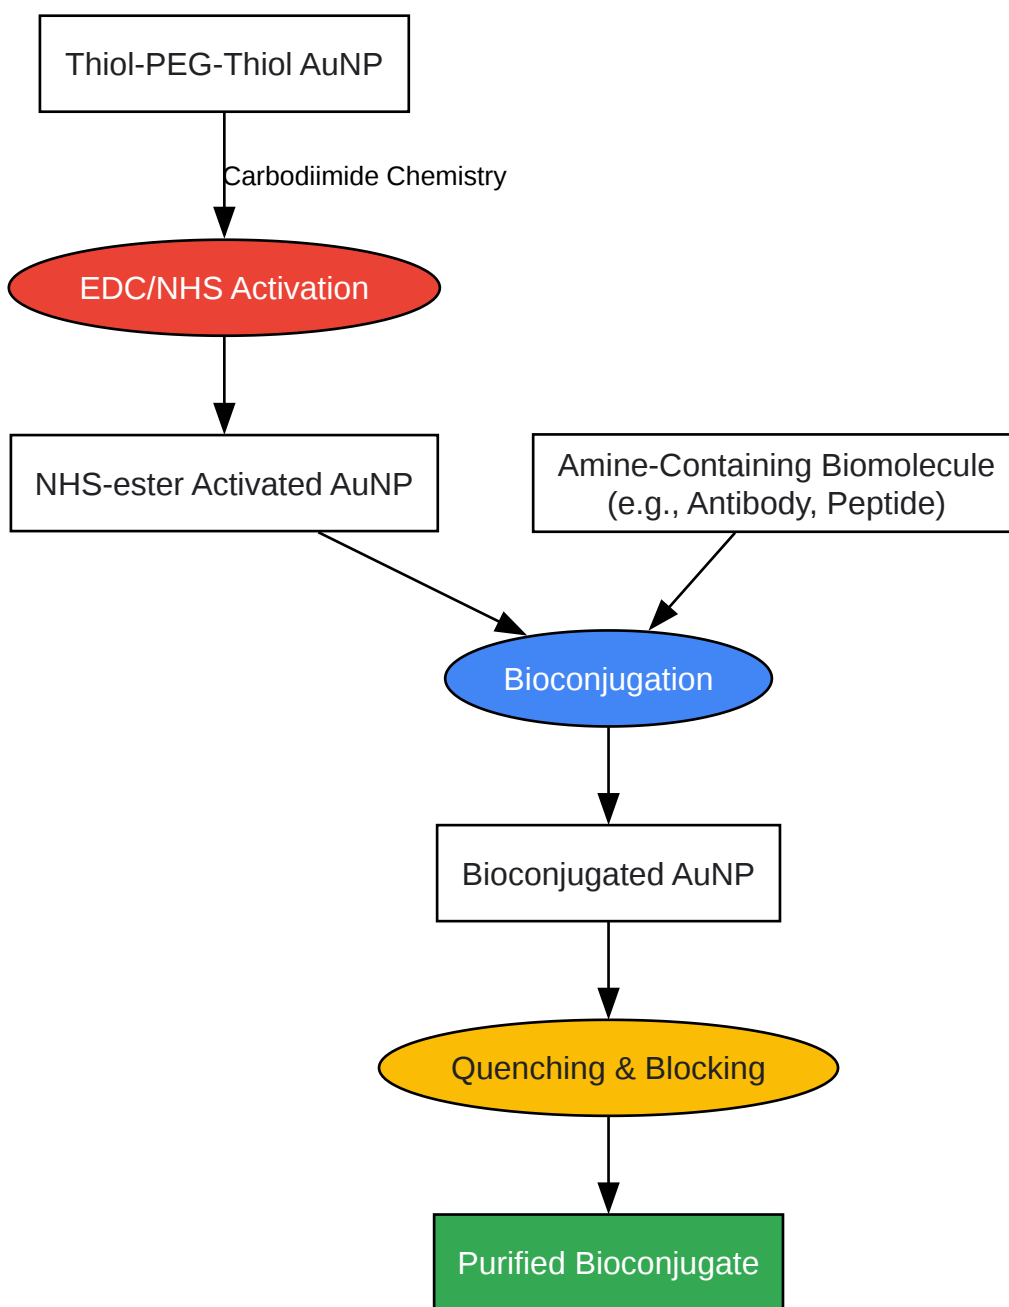 Thiol-PEG-Thiol AuNP
Carbodiimide Chemistry
EDC/NHS Activation
NHS-ester Activated AuNP
Amine-Containing Biomolecule
(e.g., Antibody, Peptide)
Bioconjugation
Bioconjugated AuNP
Quenching & Blocking
Purified Bioconjugate